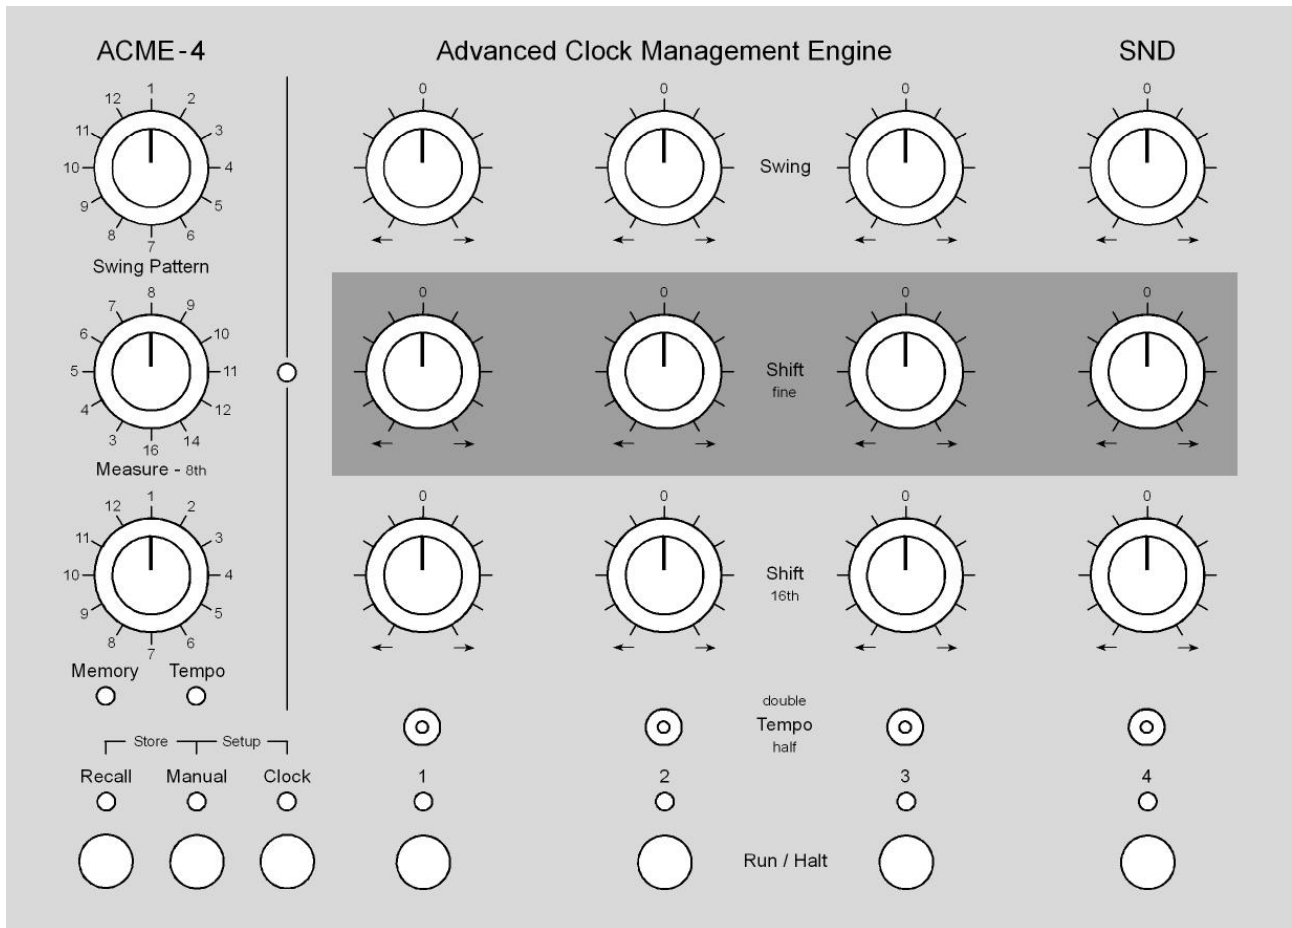 ACME-4
Advanced Clock Management Engine
SND
1
2
3
4
5
6
7
8
9
10
11
12
Swing Pattern
0
0
0
0
Swing
8
9
10
11
12
14
16
3
4
5
6
7
Measure - 8th
0
0
0
0
Shift
fine
1
2
3
4
5
6
7
8
9
10
11
12
0
0
0
0
Shift
16th
Memory
Tempo
double
Tempo
half
Store
Setup
Recall
Manual
Clock
1
2
3
4
Run / Halt